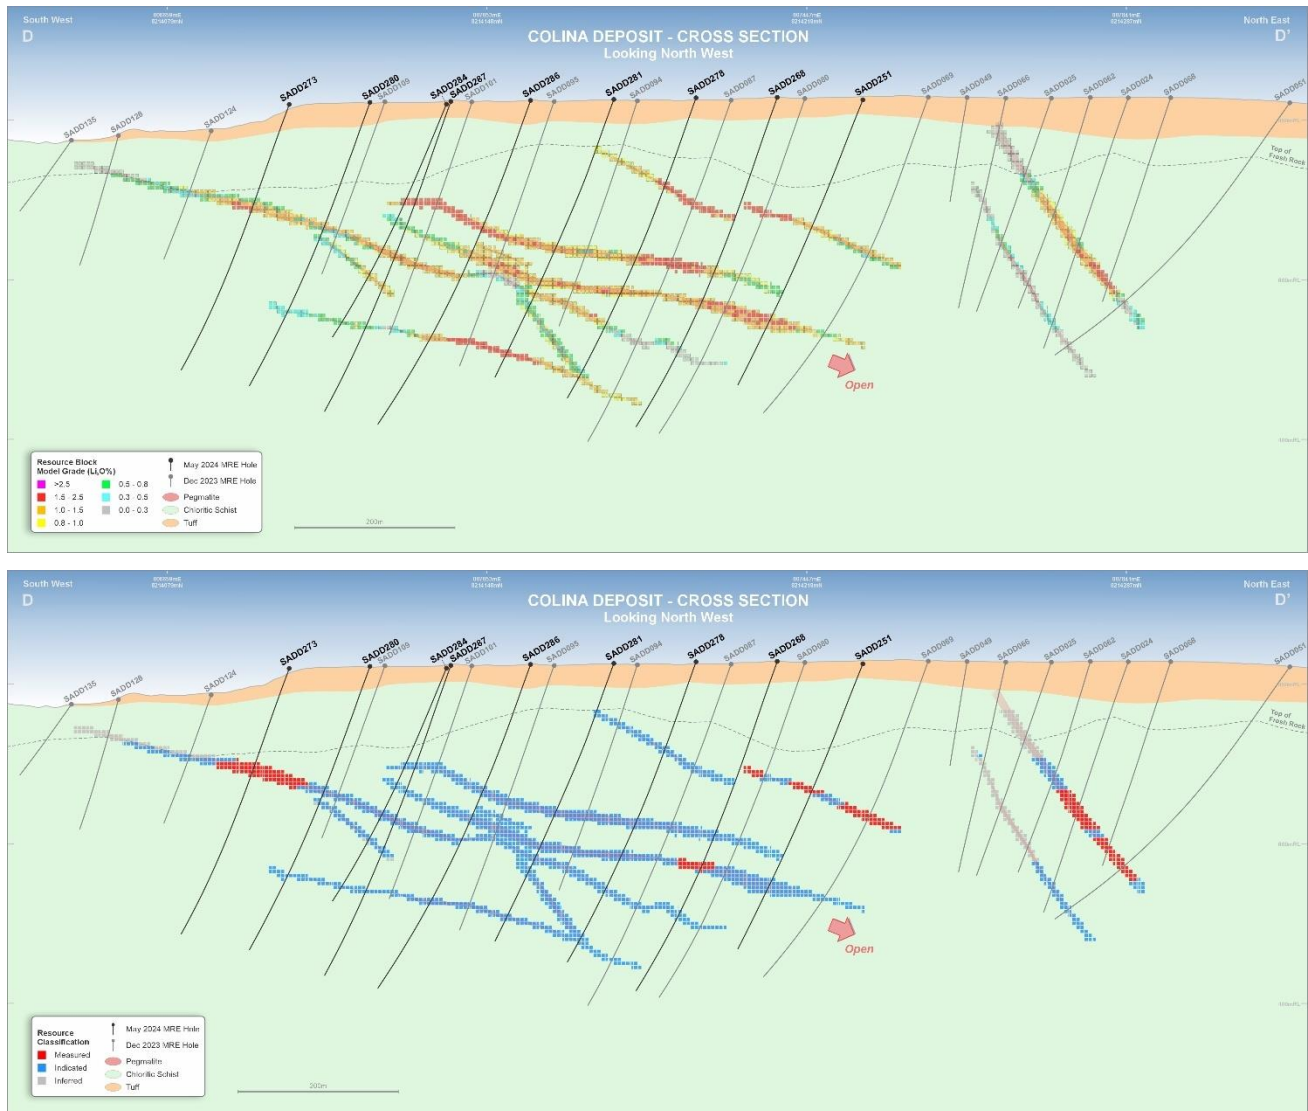 South West
North East
D
COLINA DEPOSIT - CROSS SECTION
D'
Looking North West
SADD135
SADD128
SADD124
SADD273
SADD280
SADD109
SADD284
SADD287
SADD101
SADD286
SADD095
SADD281
SADD094
SADD278
SADD087
SADD268
SADD080
SADD251
SADD069
SADD049
SADD066
SADD025
SADD062
SADD024
SADD058
SADD051
Top of
Fresh Rock
Open
Resource Block
Model Grade (Li₂O%)
>2.5
1.5 - 2.5
1.0 - 1.5
0.8 - 1.0
0.5 - 0.8
0.3 - 0.5
0.0 - 0.3
May 2024 MRE Hole
Dec 2023 MRE Hole
Pegmatite
Chloritic Schist
Tuff
200m
South West
North East
D
COLINA DEPOSIT - CROSS SECTION
D'
Looking North West
SADD135
SADD128
SADD124
SADD273
SADD280
SADD109
SADD284
SADD287
SADD101
SADD286
SADD095
SADD281
SADD094
SADD278
SADD087
SADD268
SADD080
SADD251
SADD069
SADD049
SADD066
SADD025
SADD062
SADD024
SADD058
SADD051
Top of
Fresh Rock
Open
Resource
Classification
Measured
Indicated
Inferred
May 2024 MRE Hole
Dec 2023 MRE Hole
Pegmatite
Chloritic Schist
Tuff
200m